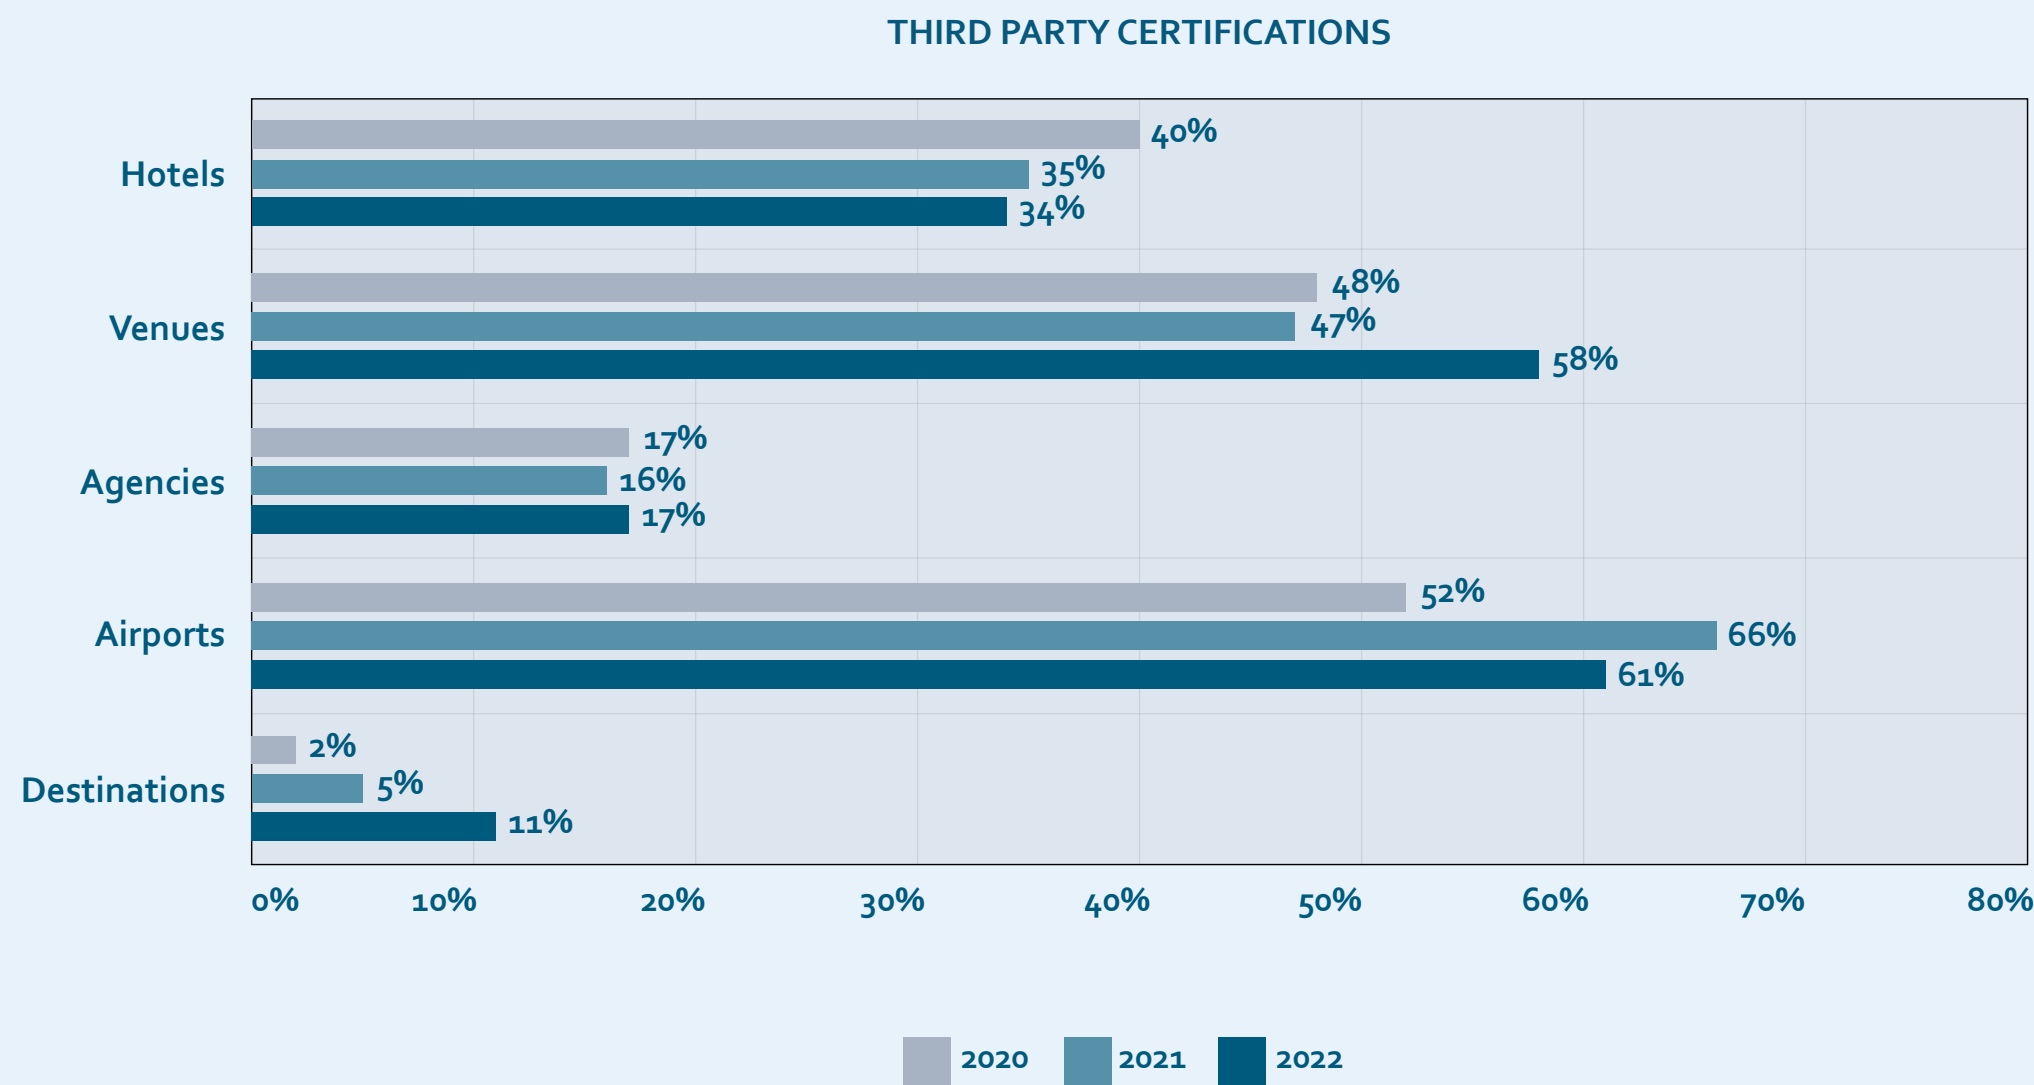 THIRD PARTY CERTIFICATIONS
40%
Hotels
35%
34%
48%
Venues
47%
58%
17%
Agencies
16%
17%
52%
Airports
66%
61%
2%
Destinations
5%
11%
0% 10% 20% 30% 40% 50% 60% 70% 80%
2020 2021 2022